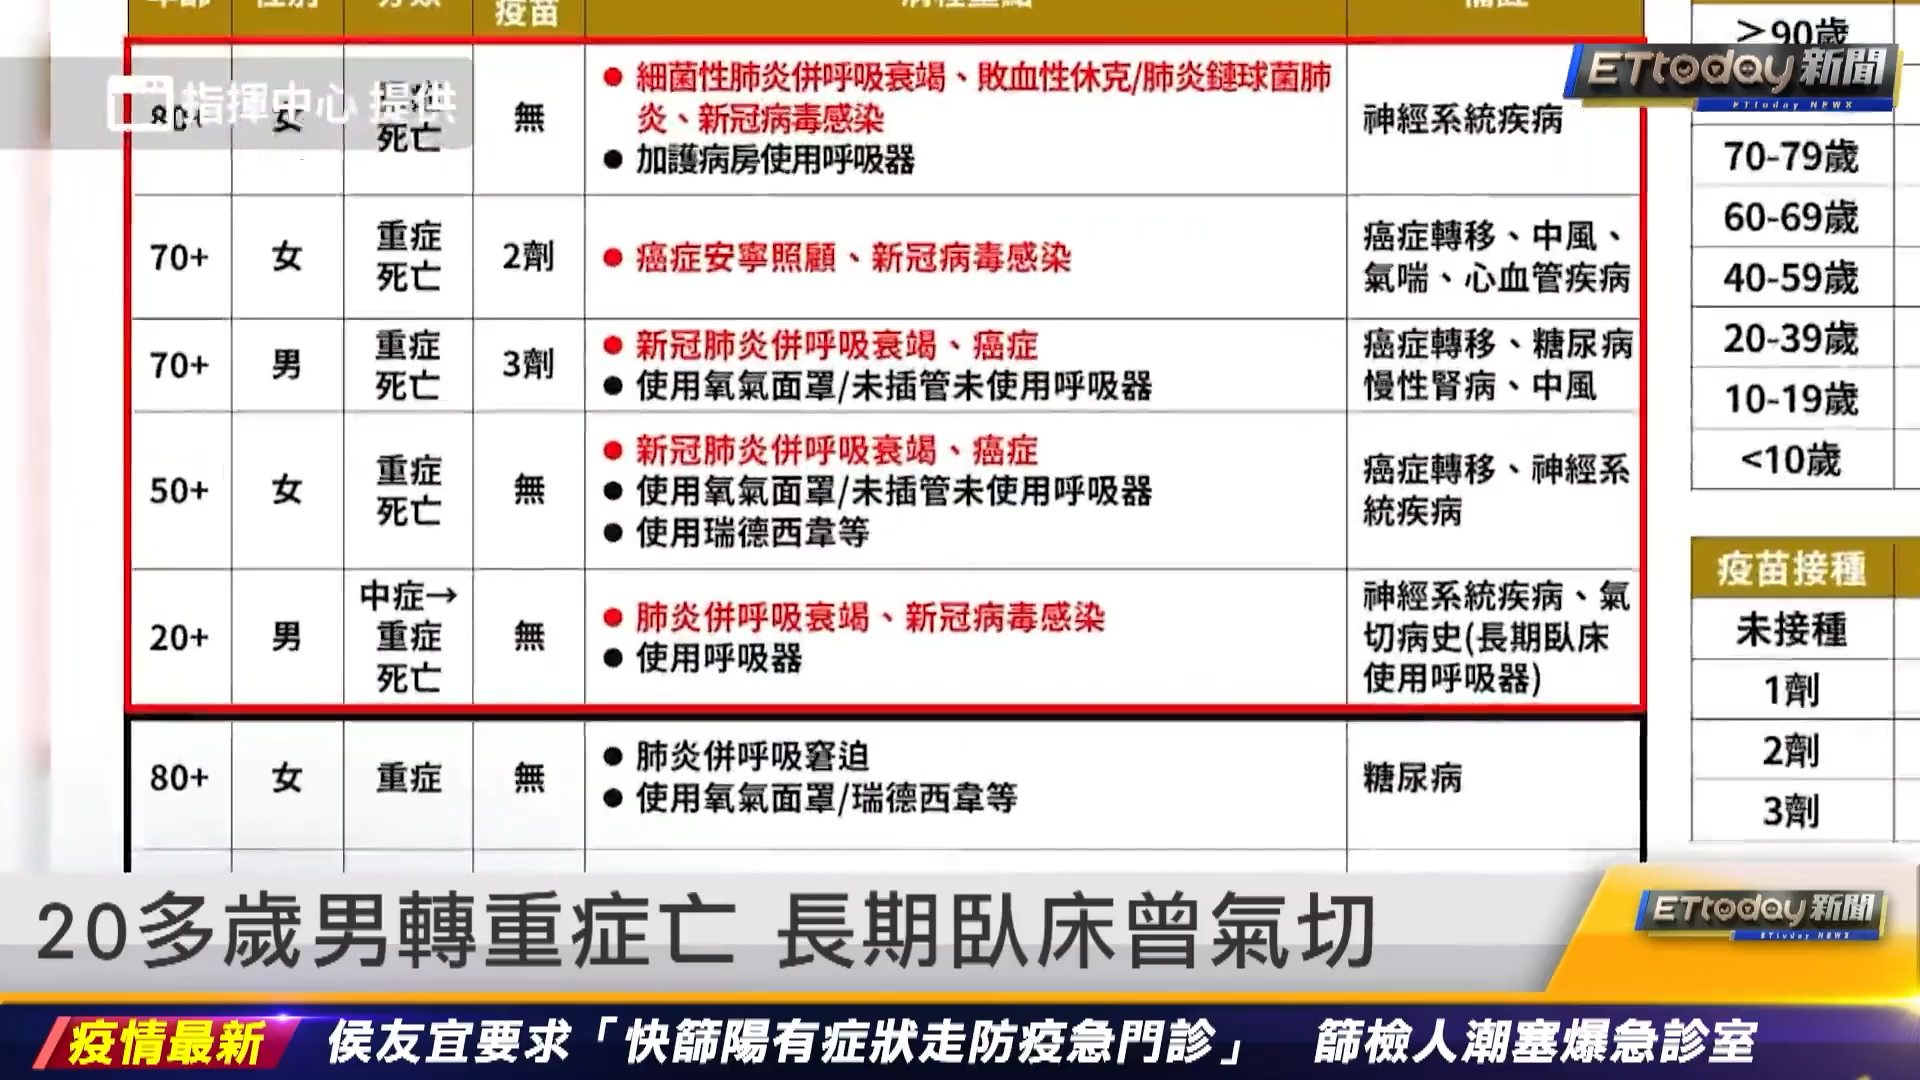 疫苗
≥90歲
ETtoday新聞
ETtoday NEWS
指揮中心 提供
80+ 女 死亡 無
● 細菌性肺炎併呼吸衰竭、敗血性休克/肺炎鏈球菌肺
炎、新冠病毒感染
● 加護病房使用呼吸器
神經系統疾病
70+ 女 重症
死亡
2劑
● 癌症安寧照顧、新冠病毒感染
癌症轉移、中風、
氣喘、心血管疾病
70+ 男 重症
死亡
3劑
● 新冠肺炎併呼吸衰竭、癌症
● 使用氧氣面罩/未插管未使用呼吸器
癌症轉移、糖尿病
慢性腎病、中風
50+ 女 重症
死亡
無
● 新冠肺炎併呼吸衰竭、癌症
● 使用氧氣面罩/未插管未使用呼吸器
● 使用瑞德西韋等
癌症轉移、神經系
統疾病
20+ 男 中症→
重症
死亡
無
● 肺炎併呼吸衰竭、新冠病毒感染
● 使用呼吸器
神經系統疾病、氣
切病史(長期臥床
使用呼吸器)
80+ 女 重症 無
● 肺炎併呼吸窘迫
● 使用氧氣面罩/瑞德西韋等
糖尿病
70-79歲
60-69歲
40-59歲
20-39歲
10-19歲
<10歲
疫苗接種
未接種
1劑
2劑
3劑
20多歲男轉重症亡 長期臥床曾氣切
ETtoday新聞
ETtoday NEWS
疫情最新 侯友宜要求「快篩陽有症狀走防疫急門診」 篩檢人潮塞爆急診室